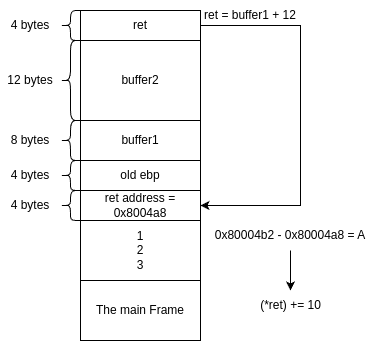 4 bytes
ret
ret = buffer1 + 12
12 bytes
buffer2
8 bytes
buffer1
4 bytes
old ebp
4 bytes
ret address =
0x8004a8
1
2
3
0x80004b2 - 0x80004a8 = A
The main Frame
(*ret) += 10